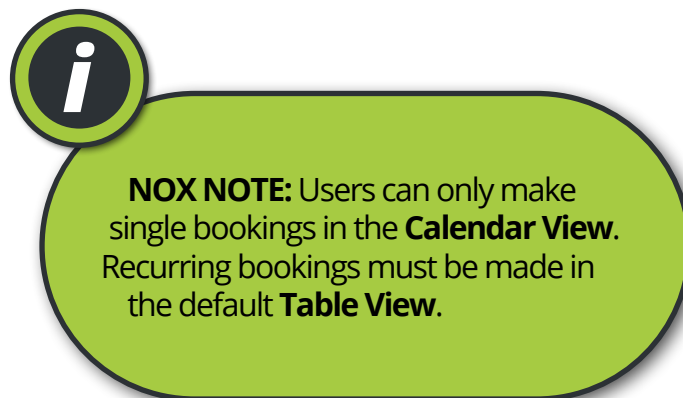 i
NOX NOTE: Users can only make
single bookings in the Calendar View.
Recurring bookings must be made in
the default Table View.